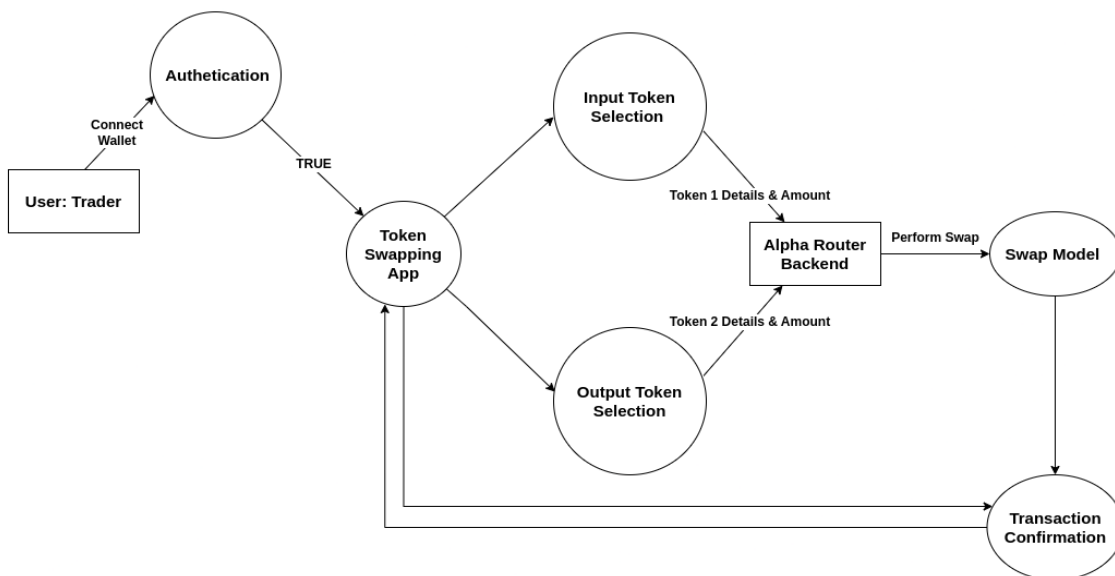 Authetication
Connect
Wallet
User: Trader
TRUE
Token
Swapping
App
Input Token
Selection
Token 1 Details & Amount
Alpha Router
Backend
Perform Swap
Swap Model
Token 2 Details & Amount
Output Token
Selection
Transaction
Confirmation